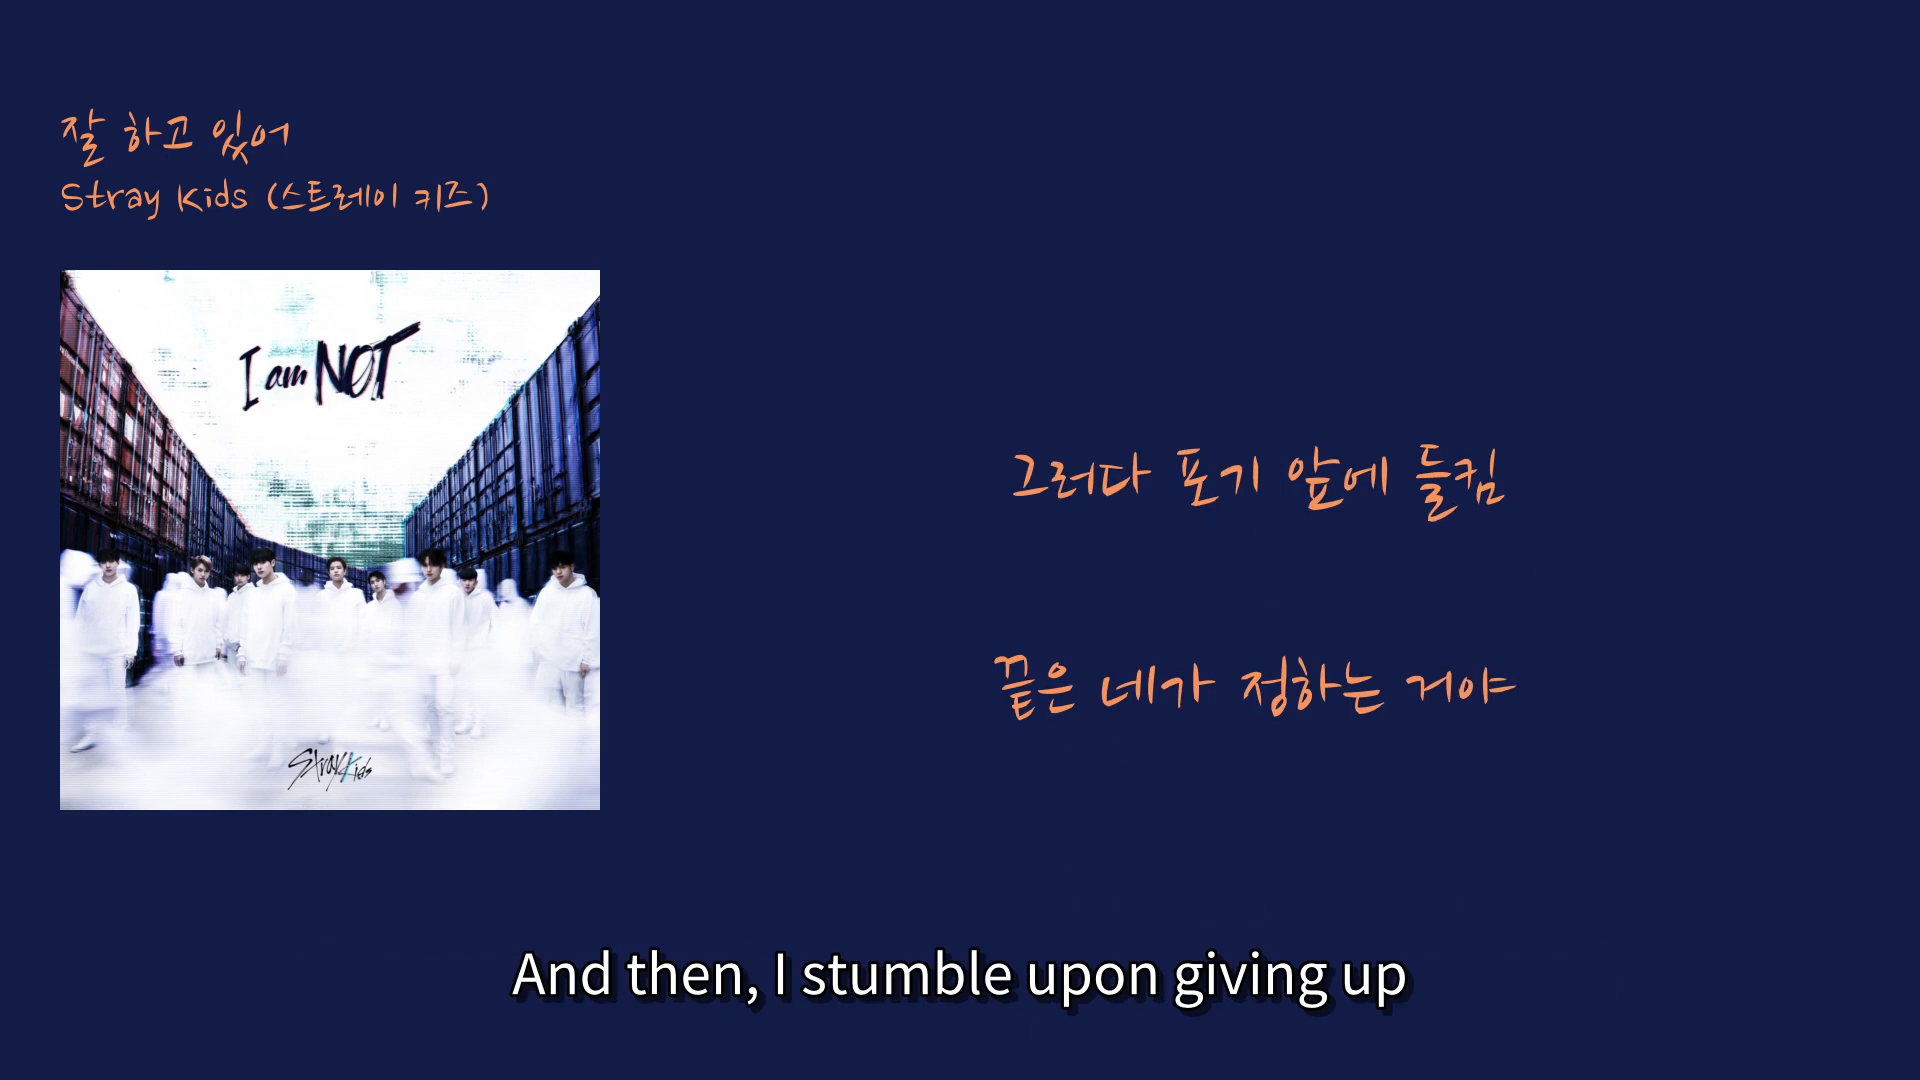 잘 하고 있어
Stray Kids (스트레이 키즈)
I am NOT
Stray Kids
그러다 포기 앞에 들킴
끝은 네가 정하는 거야
And then, I stumble upon giving up